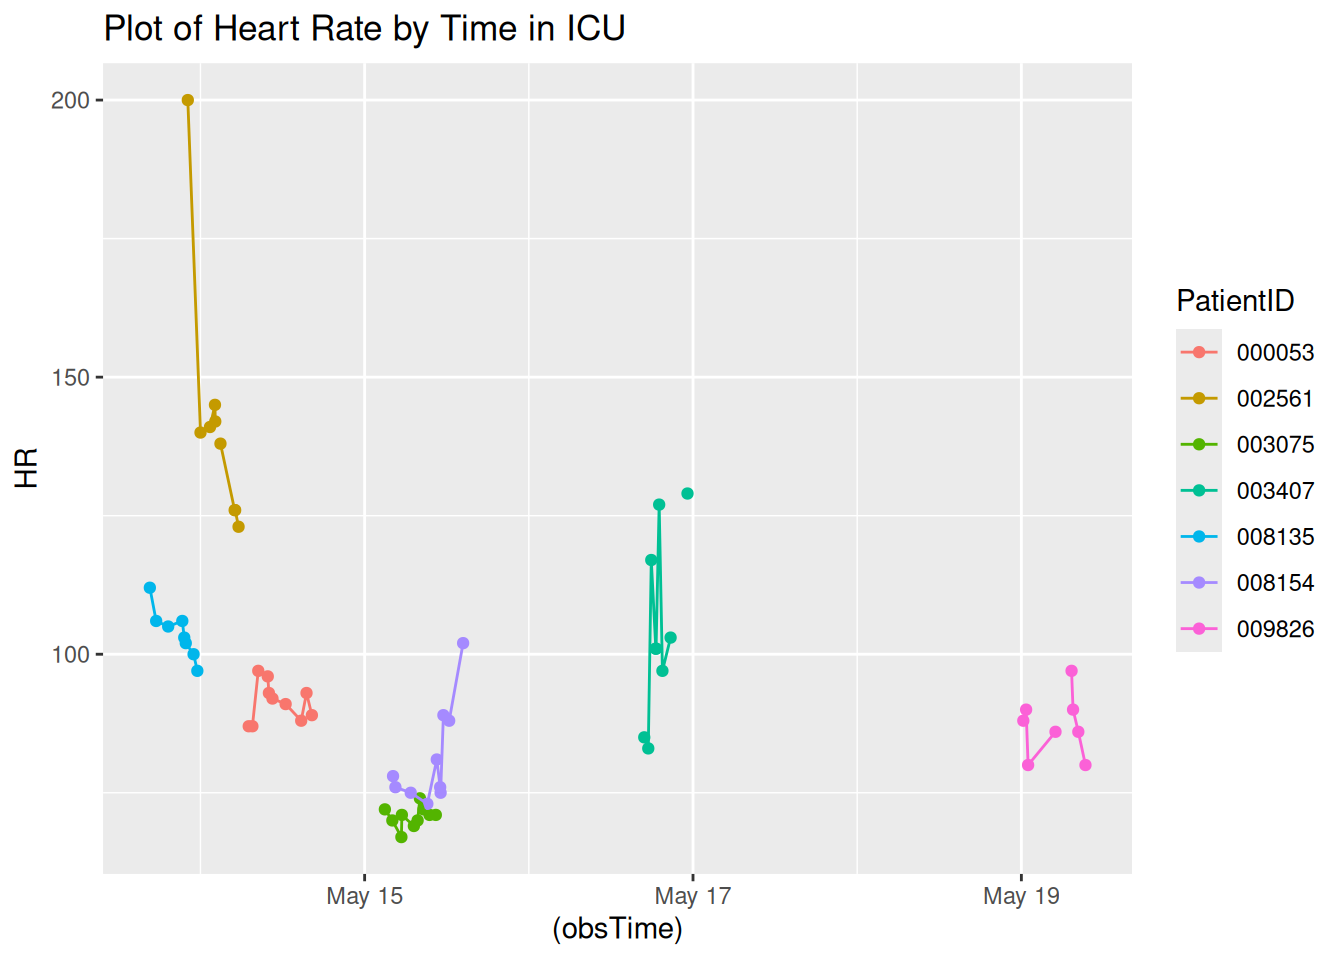 Plot of Heart Rate by Time in ICU
200
150
100
HR
May 15
May 17
May 19
(obsTime)
PatientID
000053
002561
003075
003407
008135
008154
009826